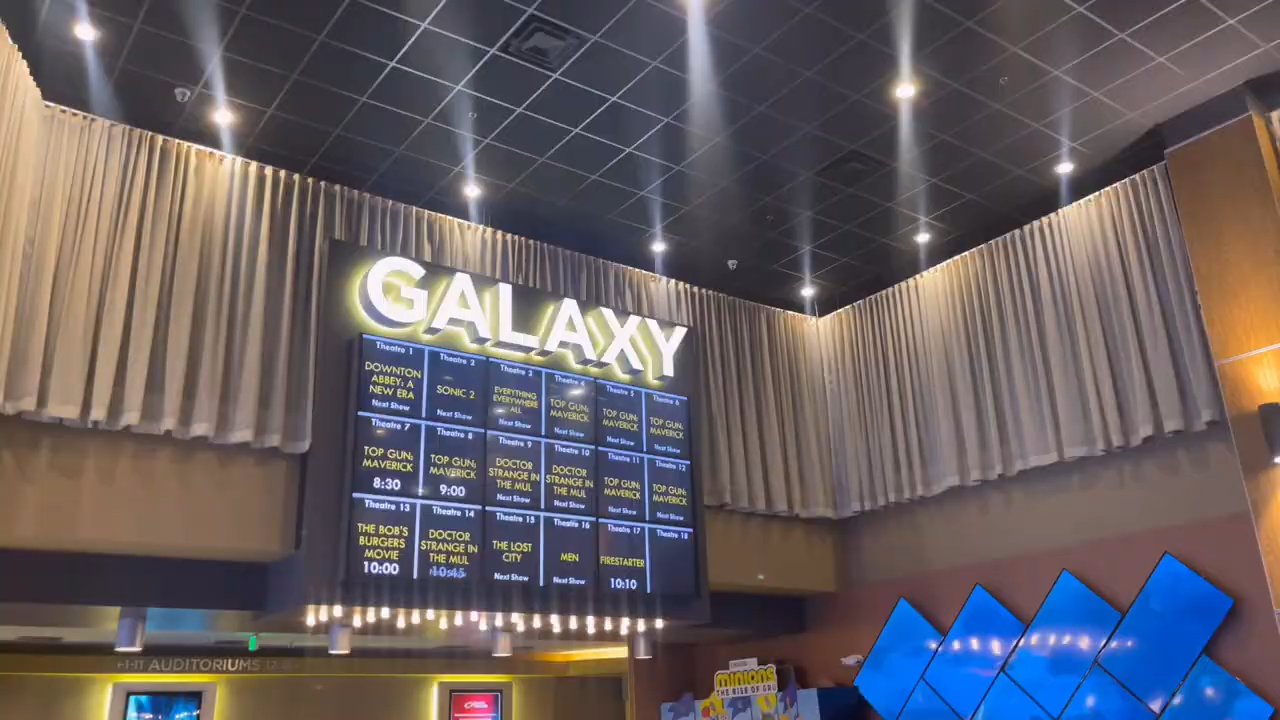 GALAXY
Theatre 1
DOWNTON
ABBEY: A
NEW ERA
Next Show
Theatre 2
SONIC 2
Next Show
Theatre 3
EVERYTHING
EVERYWHERE
ALL
Next Show
Theatre 4
TOP GUN:
MAVERICK
Next Show
Theatre 5
TOP GUN:
MAVERICK
Next Show
Theatre 6
TOP GUN:
MAVERICK
Next Show
Theatre 7
TOP GUN:
MAVERICK
8:30
Theatre 8
TOP GUN:
MAVERICK
9:00
Theatre 9
DOCTOR
STRANGE IN
THE MUL
Next Show
Theatre 10
DOCTOR
STRANGE IN
THE MUL
Next Show
Theatre 11
TOP GUN:
MAVERICK
Next Show
Theatre 12
TOP GUN:
MAVERICK
Next Show
Theatre 13
THE BOB'S
BURGERS
MOVIE
10:00
Theatre 14
DOCTOR
STRANGE IN
THE MUL
10:45
Theatre 15
THE LOST
CITY
Next Show
Theatre 16
MEN
Next Show
Theatre 17
FIRESTARTER
10:10
Theatre 18
AUDITORIUMS
MINIONS
THE RISE OF GRU